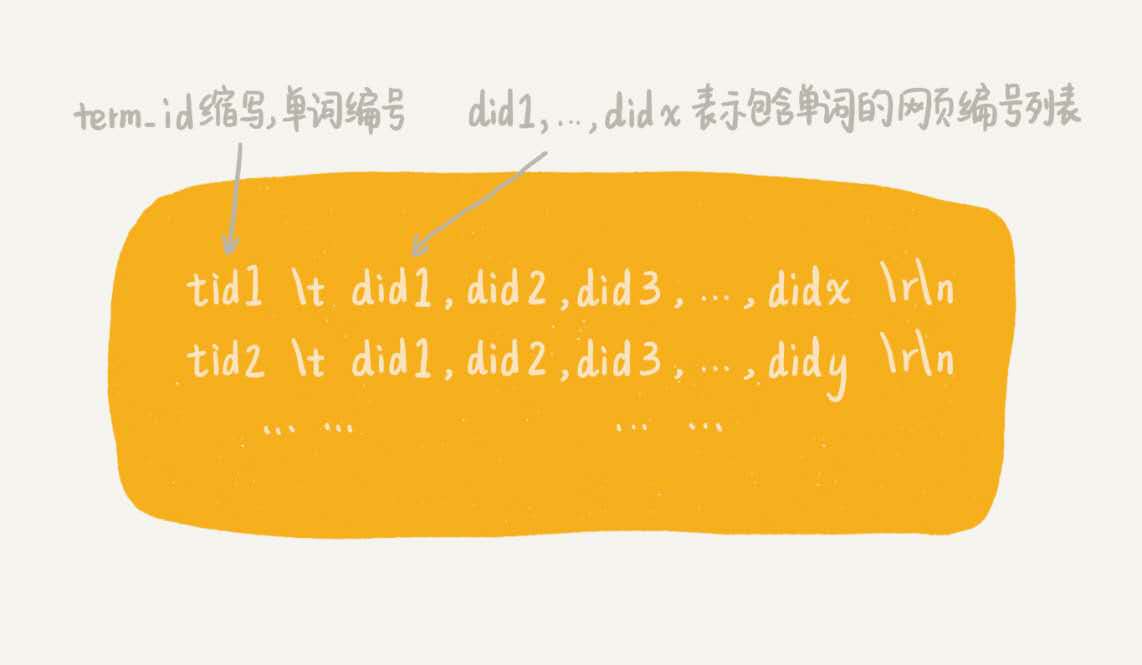 term_id缩写,单词编号 did1,...,didx 表示包含单词的网页编号列表
tid1 \t did1,did2,did3,...,didx \r\n
tid2 \t did1,did2,did3,...,didy \r\n
... ... ... ...